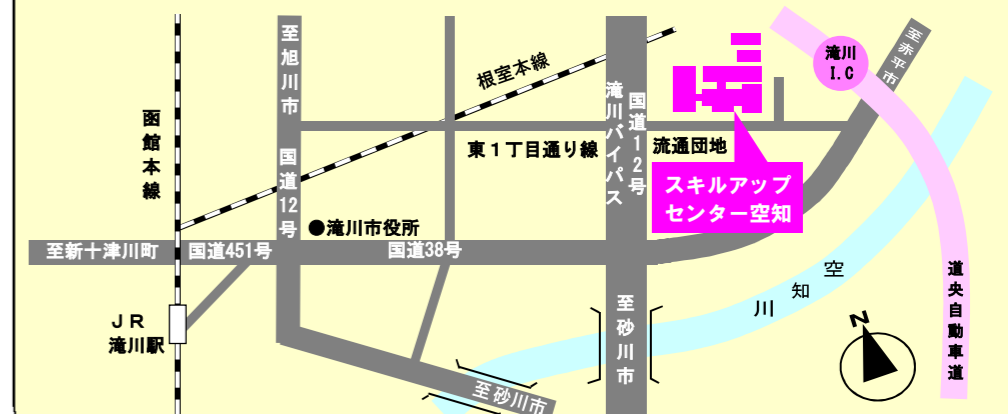 至旭川市
国道12号
至赤平市
滝川
I.C
根室本線
函館本線
滝川バイパス
国道12号
東1丁目通り線
流通団地
スキルアップ
センター空知
●滝川市役所
至新十津川町
国道451号
国道38号
空知川
道央自動車道
JR
滝川駅
至砂川市
至砂川市
N